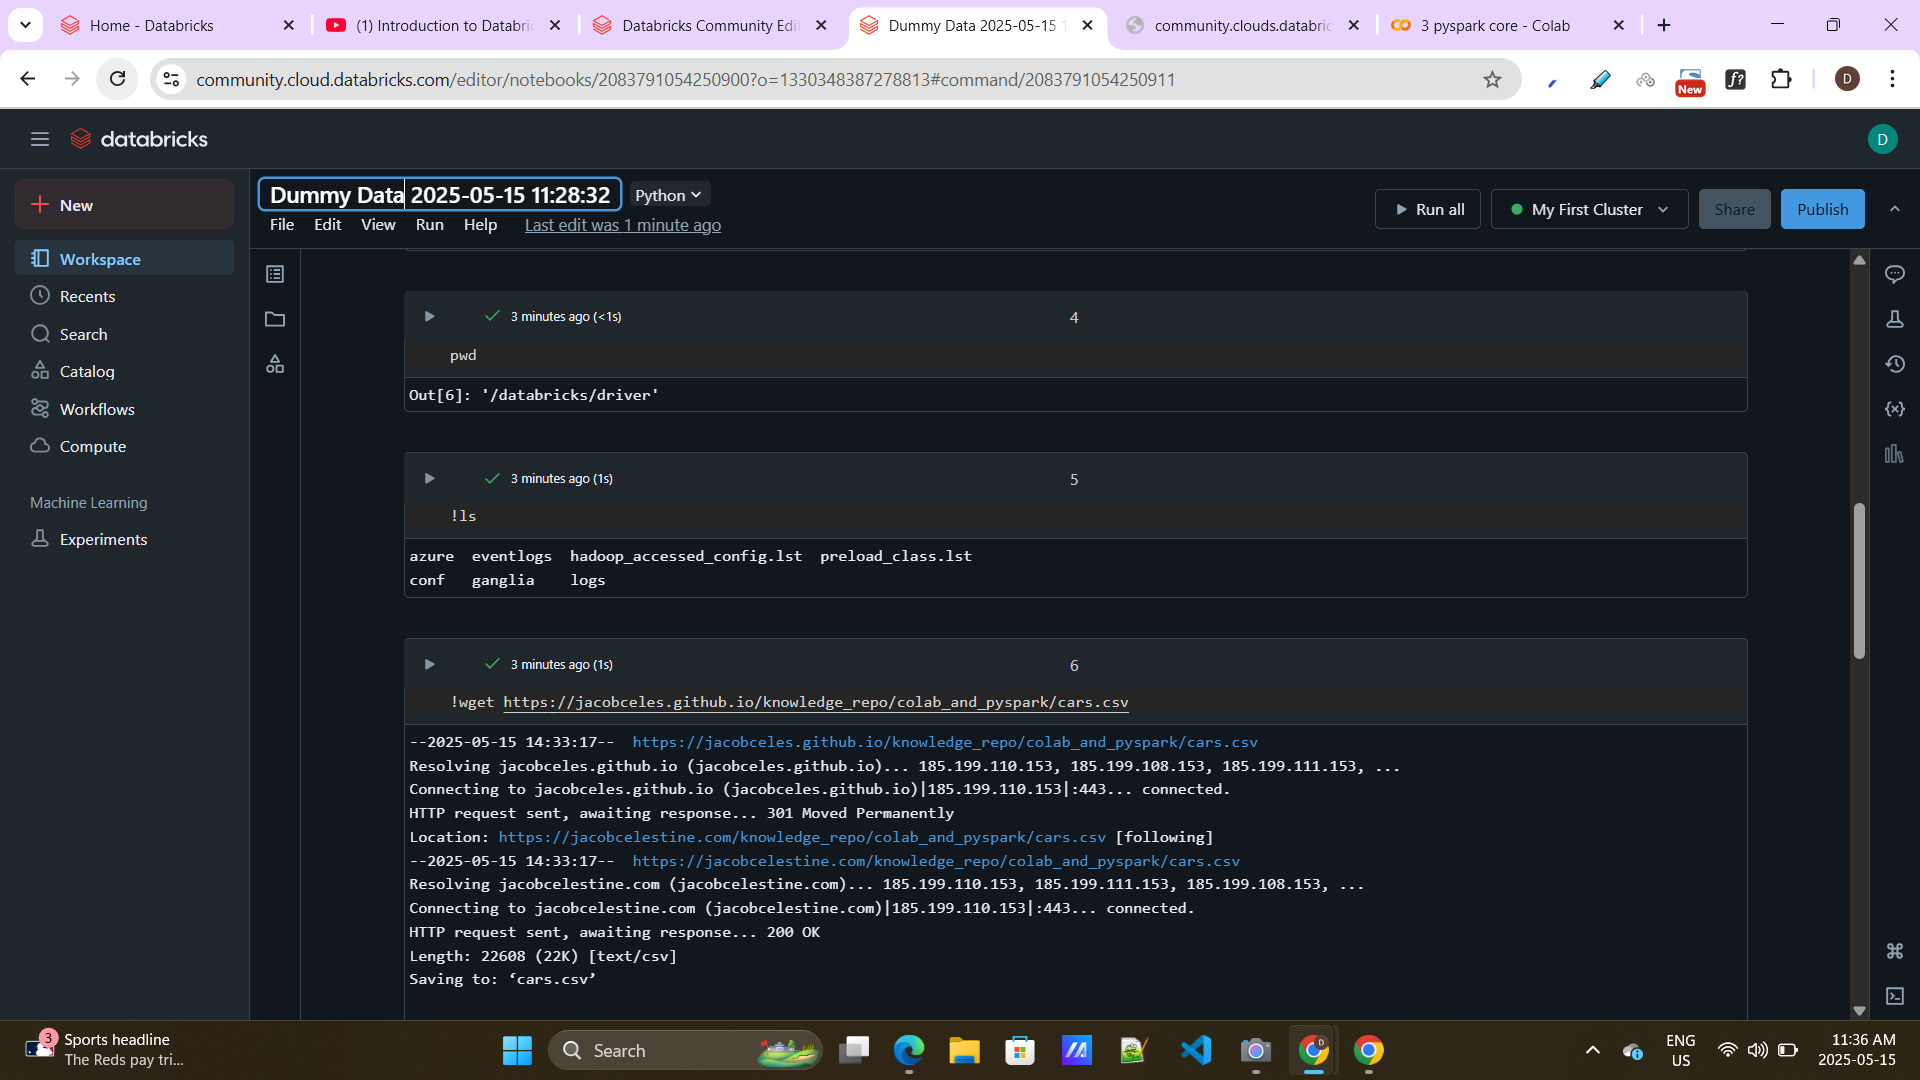 Home - Databricks
(1) Introduction to Databri
Databricks Community Edi
Dummy Data 2025-05-15 1
community.clouds.databric
3 pyspark core - Colab
community.cloud.databricks.com/editor/notebooks/2083791054250900?o=1330348387278813#command/2083791054250911
New
f?
D
databricks
D
New
Workspace
Recents
Search
Catalog
Workflows
Compute
Machine Learning
Experiments
Dummy Data 2025-05-15 11:28:32
Python
File Edit View Run Help Last edit was 1 minute ago
Run all
My First Cluster
Share
Publish
3 minutes ago (<1s)
4
pwd
Out[6]: '/databricks/driver'
3 minutes ago (1s)
5
!ls
azure eventlogs hadoop_accessed_config.lst preload_class.lst
conf ganglia logs
3 minutes ago (1s)
6
!wget https://jacobceles.github.io/knowledge_repo/colab_and_pyspark/cars.csv
--2025-05-15 14:33:17-- https://jacobceles.github.io/knowledge_repo/colab_and_pyspark/cars.csv
Resolving jacobceles.github.io (jacobceles.github.io)... 185.199.110.153, 185.199.108.153, 185.199.111.153, ...
Connecting to jacobceles.github.io (jacobceles.github.io)|185.199.110.153|:443... connected.
HTTP request sent, awaiting response... 301 Moved Permanently
Location: https://jacobcelestine.com/knowledge_repo/colab_and_pyspark/cars.csv [following]
--2025-05-15 14:33:17-- https://jacobcelestine.com/knowledge_repo/colab_and_pyspark/cars.csv
Resolving jacobcelestine.com (jacobcelestine.com)... 185.199.110.153, 185.199.111.153, 185.199.108.153, ...
Connecting to jacobcelestine.com (jacobcelestine.com)|185.199.110.153|:443... connected.
HTTP request sent, awaiting response... 200 OK
Length: 22608 (22K) [text/csv]
Saving to: ‘cars.csv’
3
Sports headline
The Reds pay tri...
Search
D
ENG
US
11:36 AM
2025-05-15